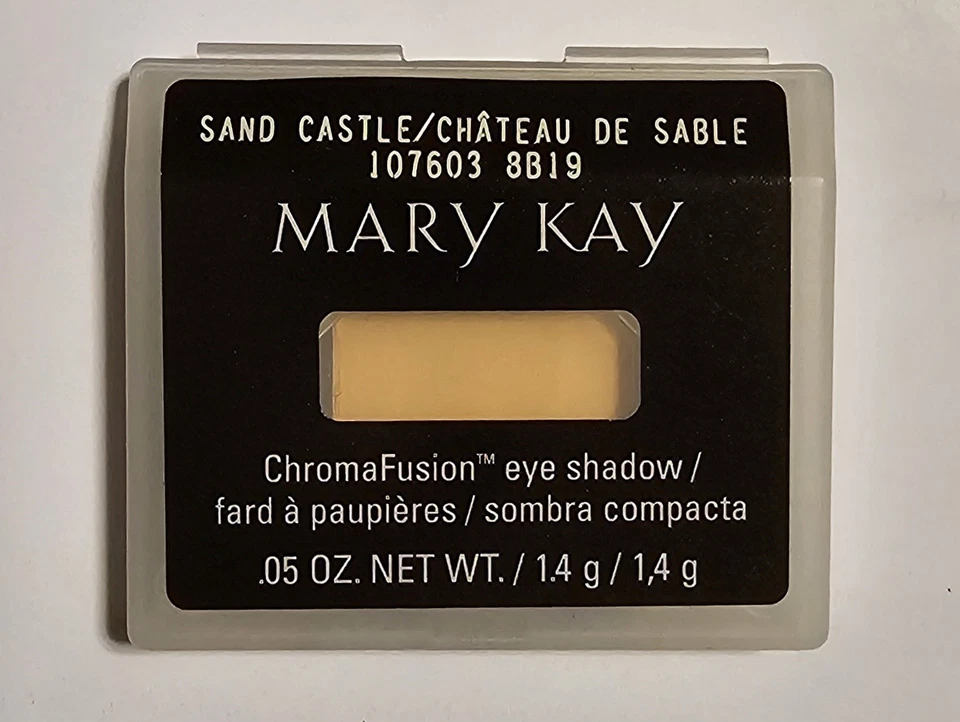 SAND CASTLE/CHÂTEAU DE SABLE
107603 8B19
MARY KAY
ChromaFusion™ eye shadow /
fard à paupières / sombra compacta
.05 OZ. NET WT. / 1.4 g / 1,4 g